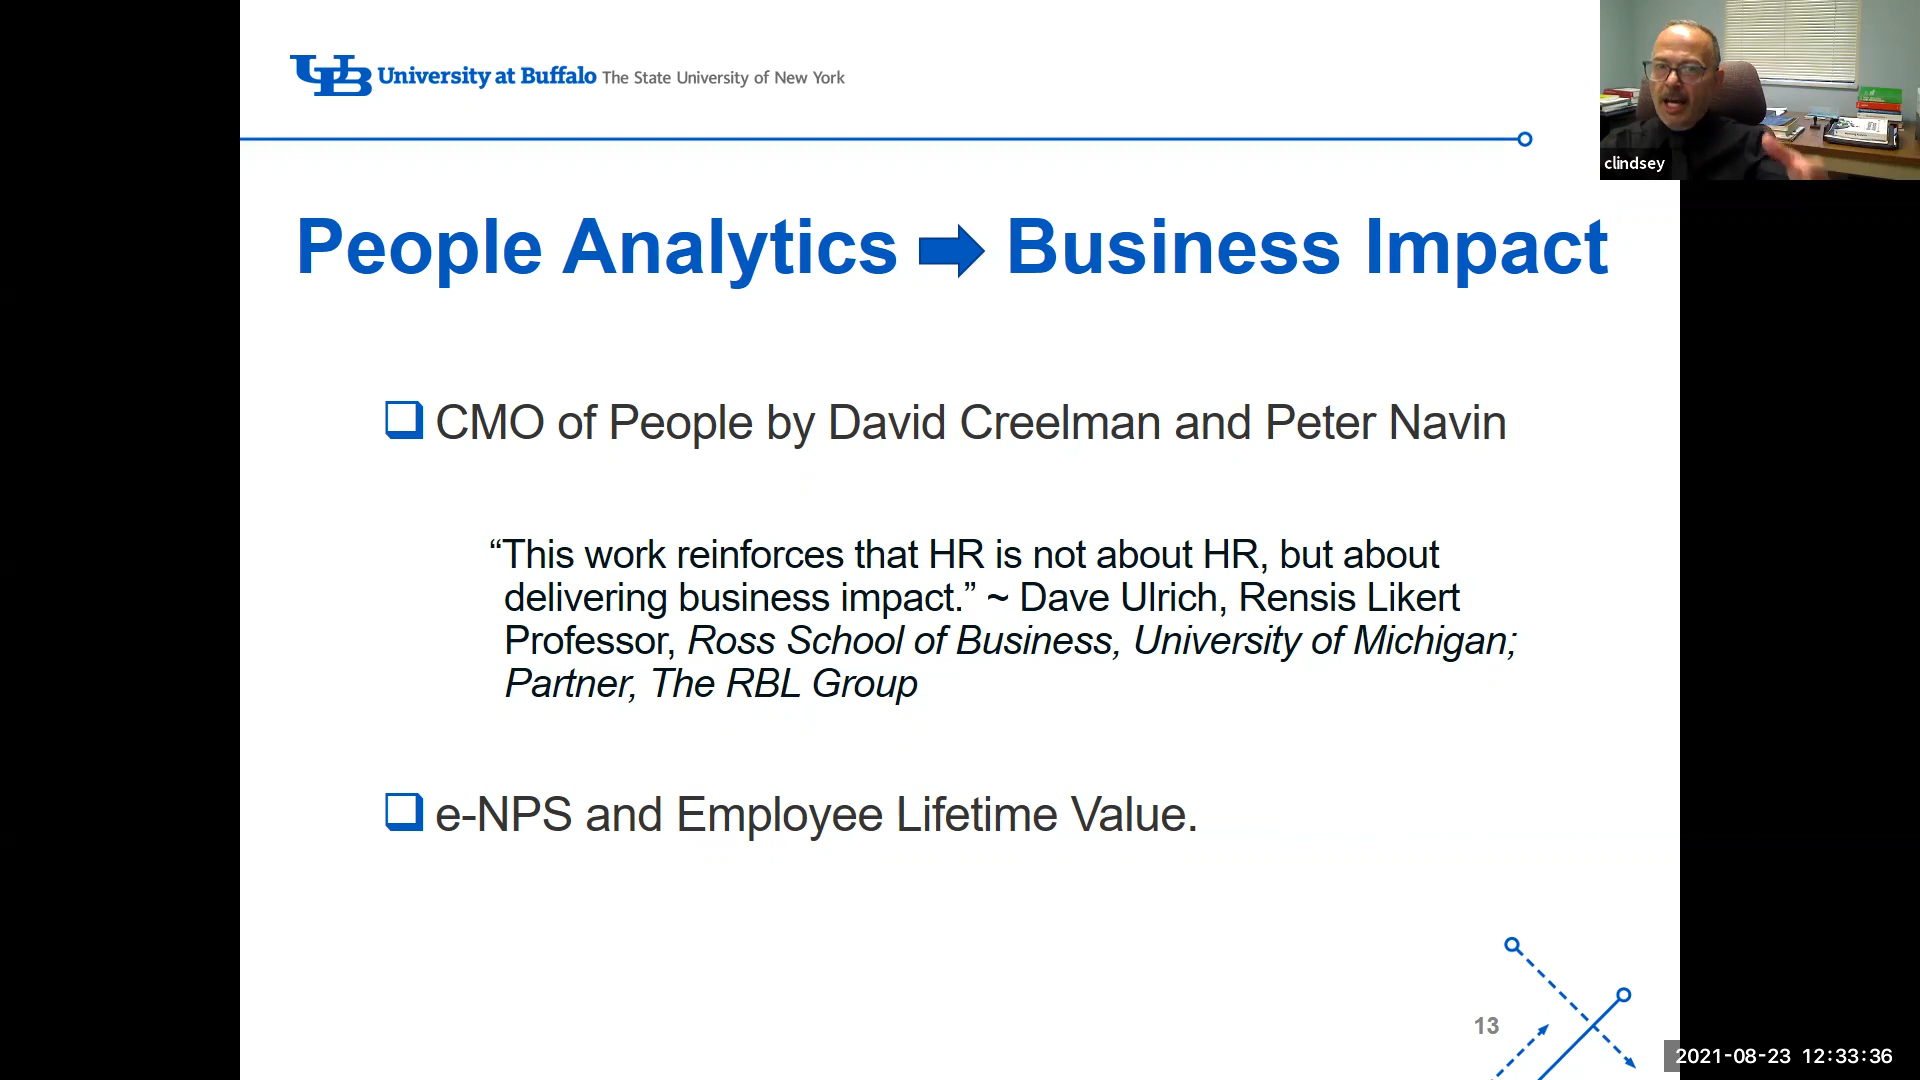 University at Buffalo The State University of New York
clindsey
People Analytics Business Impact
CMO of People by David Creelman and Peter Navin
“This work reinforces that HR is not about HR, but about
delivering business impact.” ~ Dave Ulrich, Rensis Likert
Professor, Ross School of Business, University of Michigan;
Partner, The RBL Group
e-NPS and Employee Lifetime Value.
13
2021-08-23 12:33:36